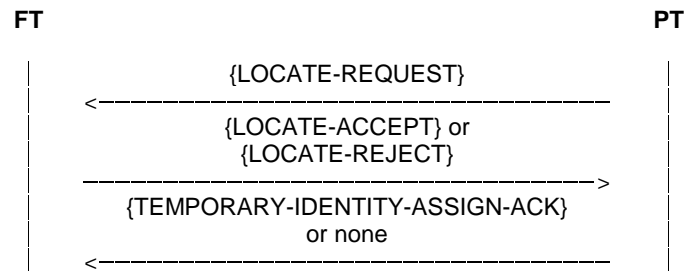 FT PT
{LOCATE-REQUEST}
{LOCATE-ACCEPT} or
{LOCATE-REJECT}
{TEMPORARY-IDENTITY-ASSIGN-ACK}
or none